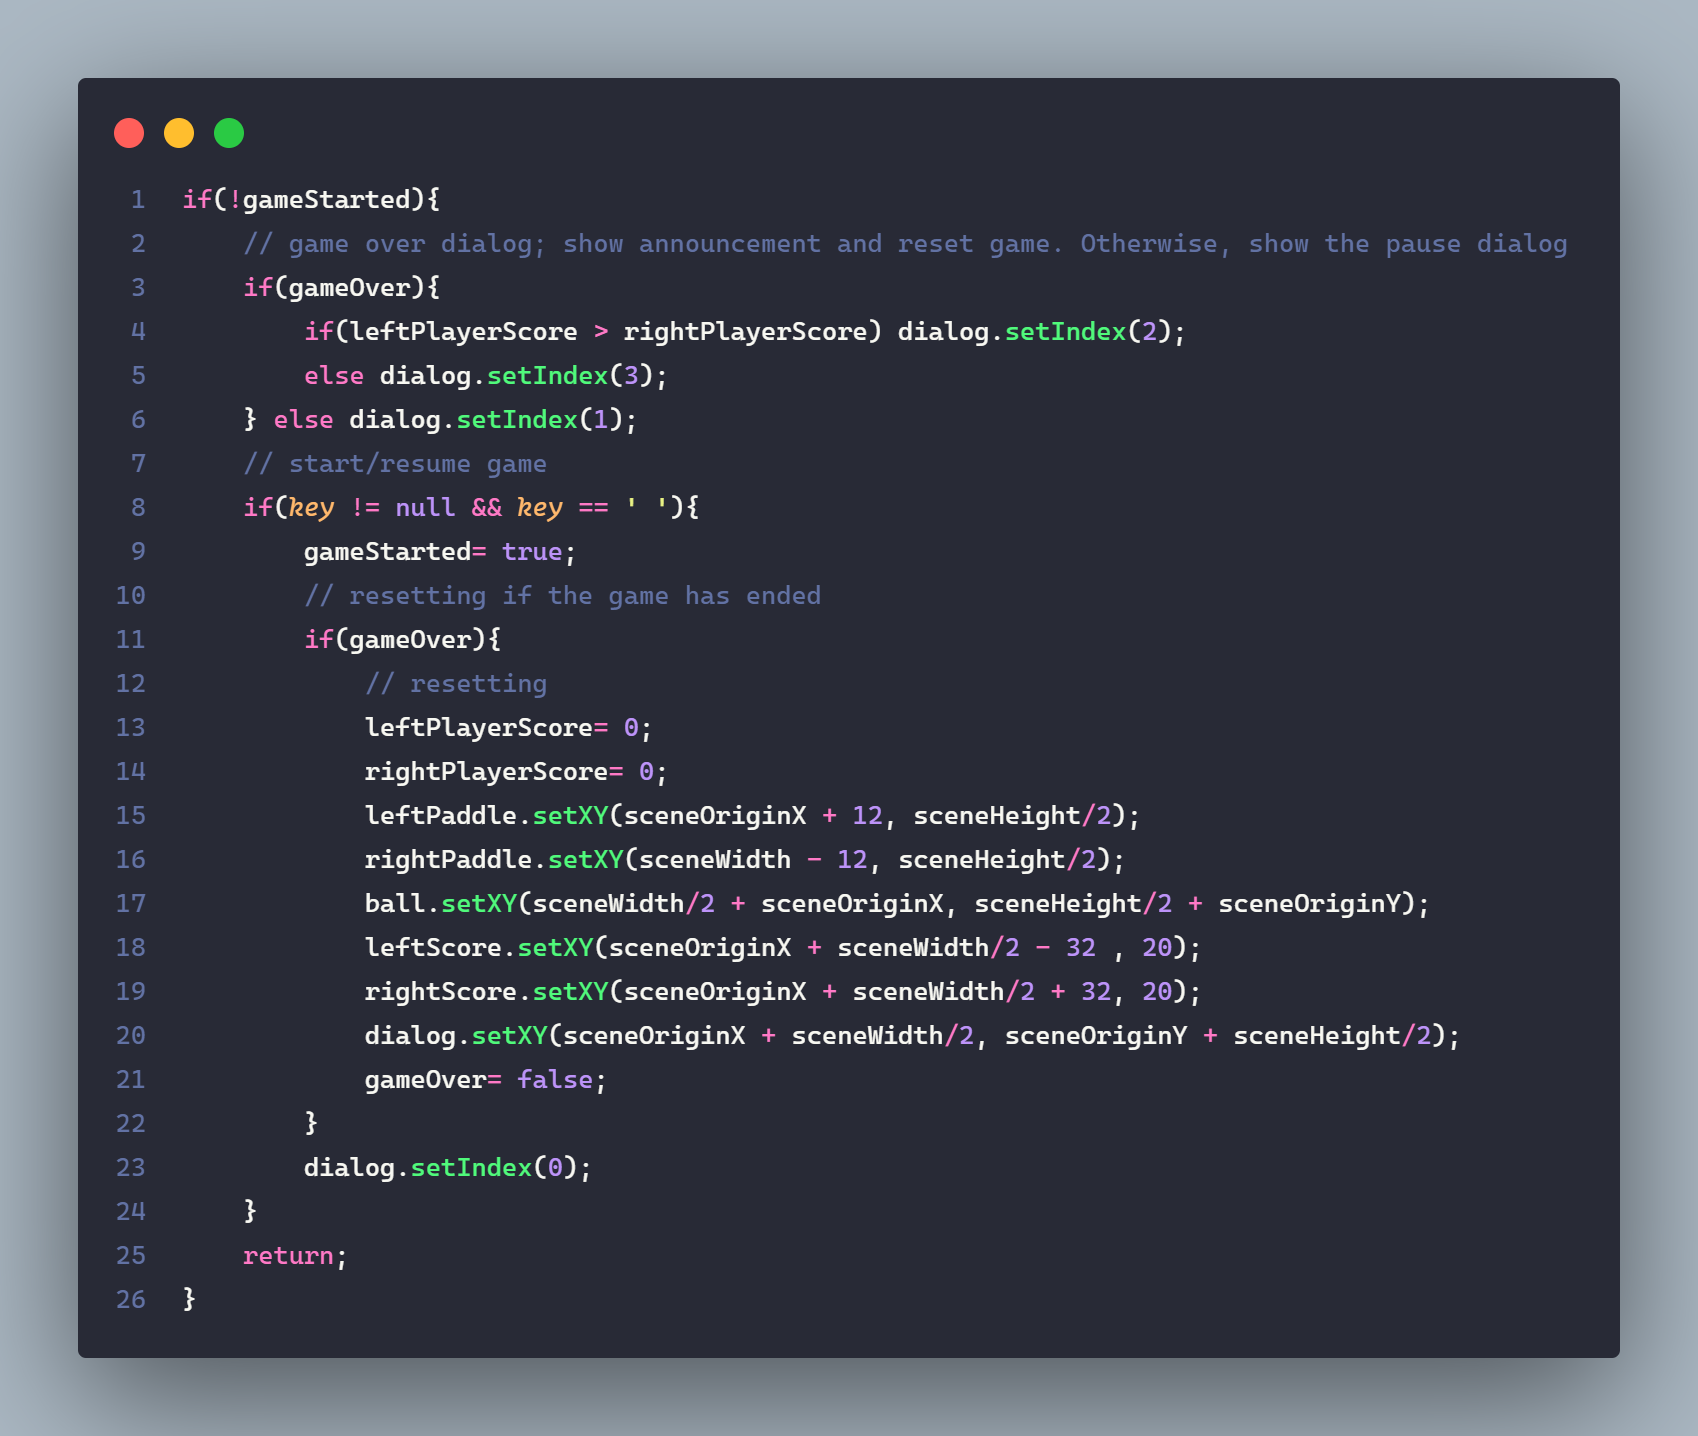 1 if(!gameStarted){
2     // game over dialog; show announcement and reset game. Otherwise, show the pause dialog
3     if(gameOver){
4         if(leftPlayerScore > rightPlayerScore) dialog.setIndex(2);
5         else dialog.setIndex(3);
6     } else dialog.setIndex(1);
7     // start/resume game
8     if(key != null && key == ' '){
9         gameStarted= true;
10         // resetting if the game has ended
11         if(gameOver){
12             // resetting
13             leftPlayerScore= 0;
14             rightPlayerScore= 0;
15             leftPaddle.setXY(sceneOriginX + 12, sceneHeight/2);
16             rightPaddle.setXY(sceneWidth - 12, sceneHeight/2);
17             ball.setXY(sceneWidth/2 + sceneOriginX, sceneHeight/2 + sceneOriginY);
18             leftScore.setXY(sceneOriginX + sceneWidth/2 - 32 , 20);
19             rightScore.setXY(sceneOriginX + sceneWidth/2 + 32, 20);
20             dialog.setXY(sceneOriginX + sceneWidth/2, sceneOriginY + sceneHeight/2);
21             gameOver= false;
22         }
23         dialog.setIndex(0);
24     }
25     return;
26 }